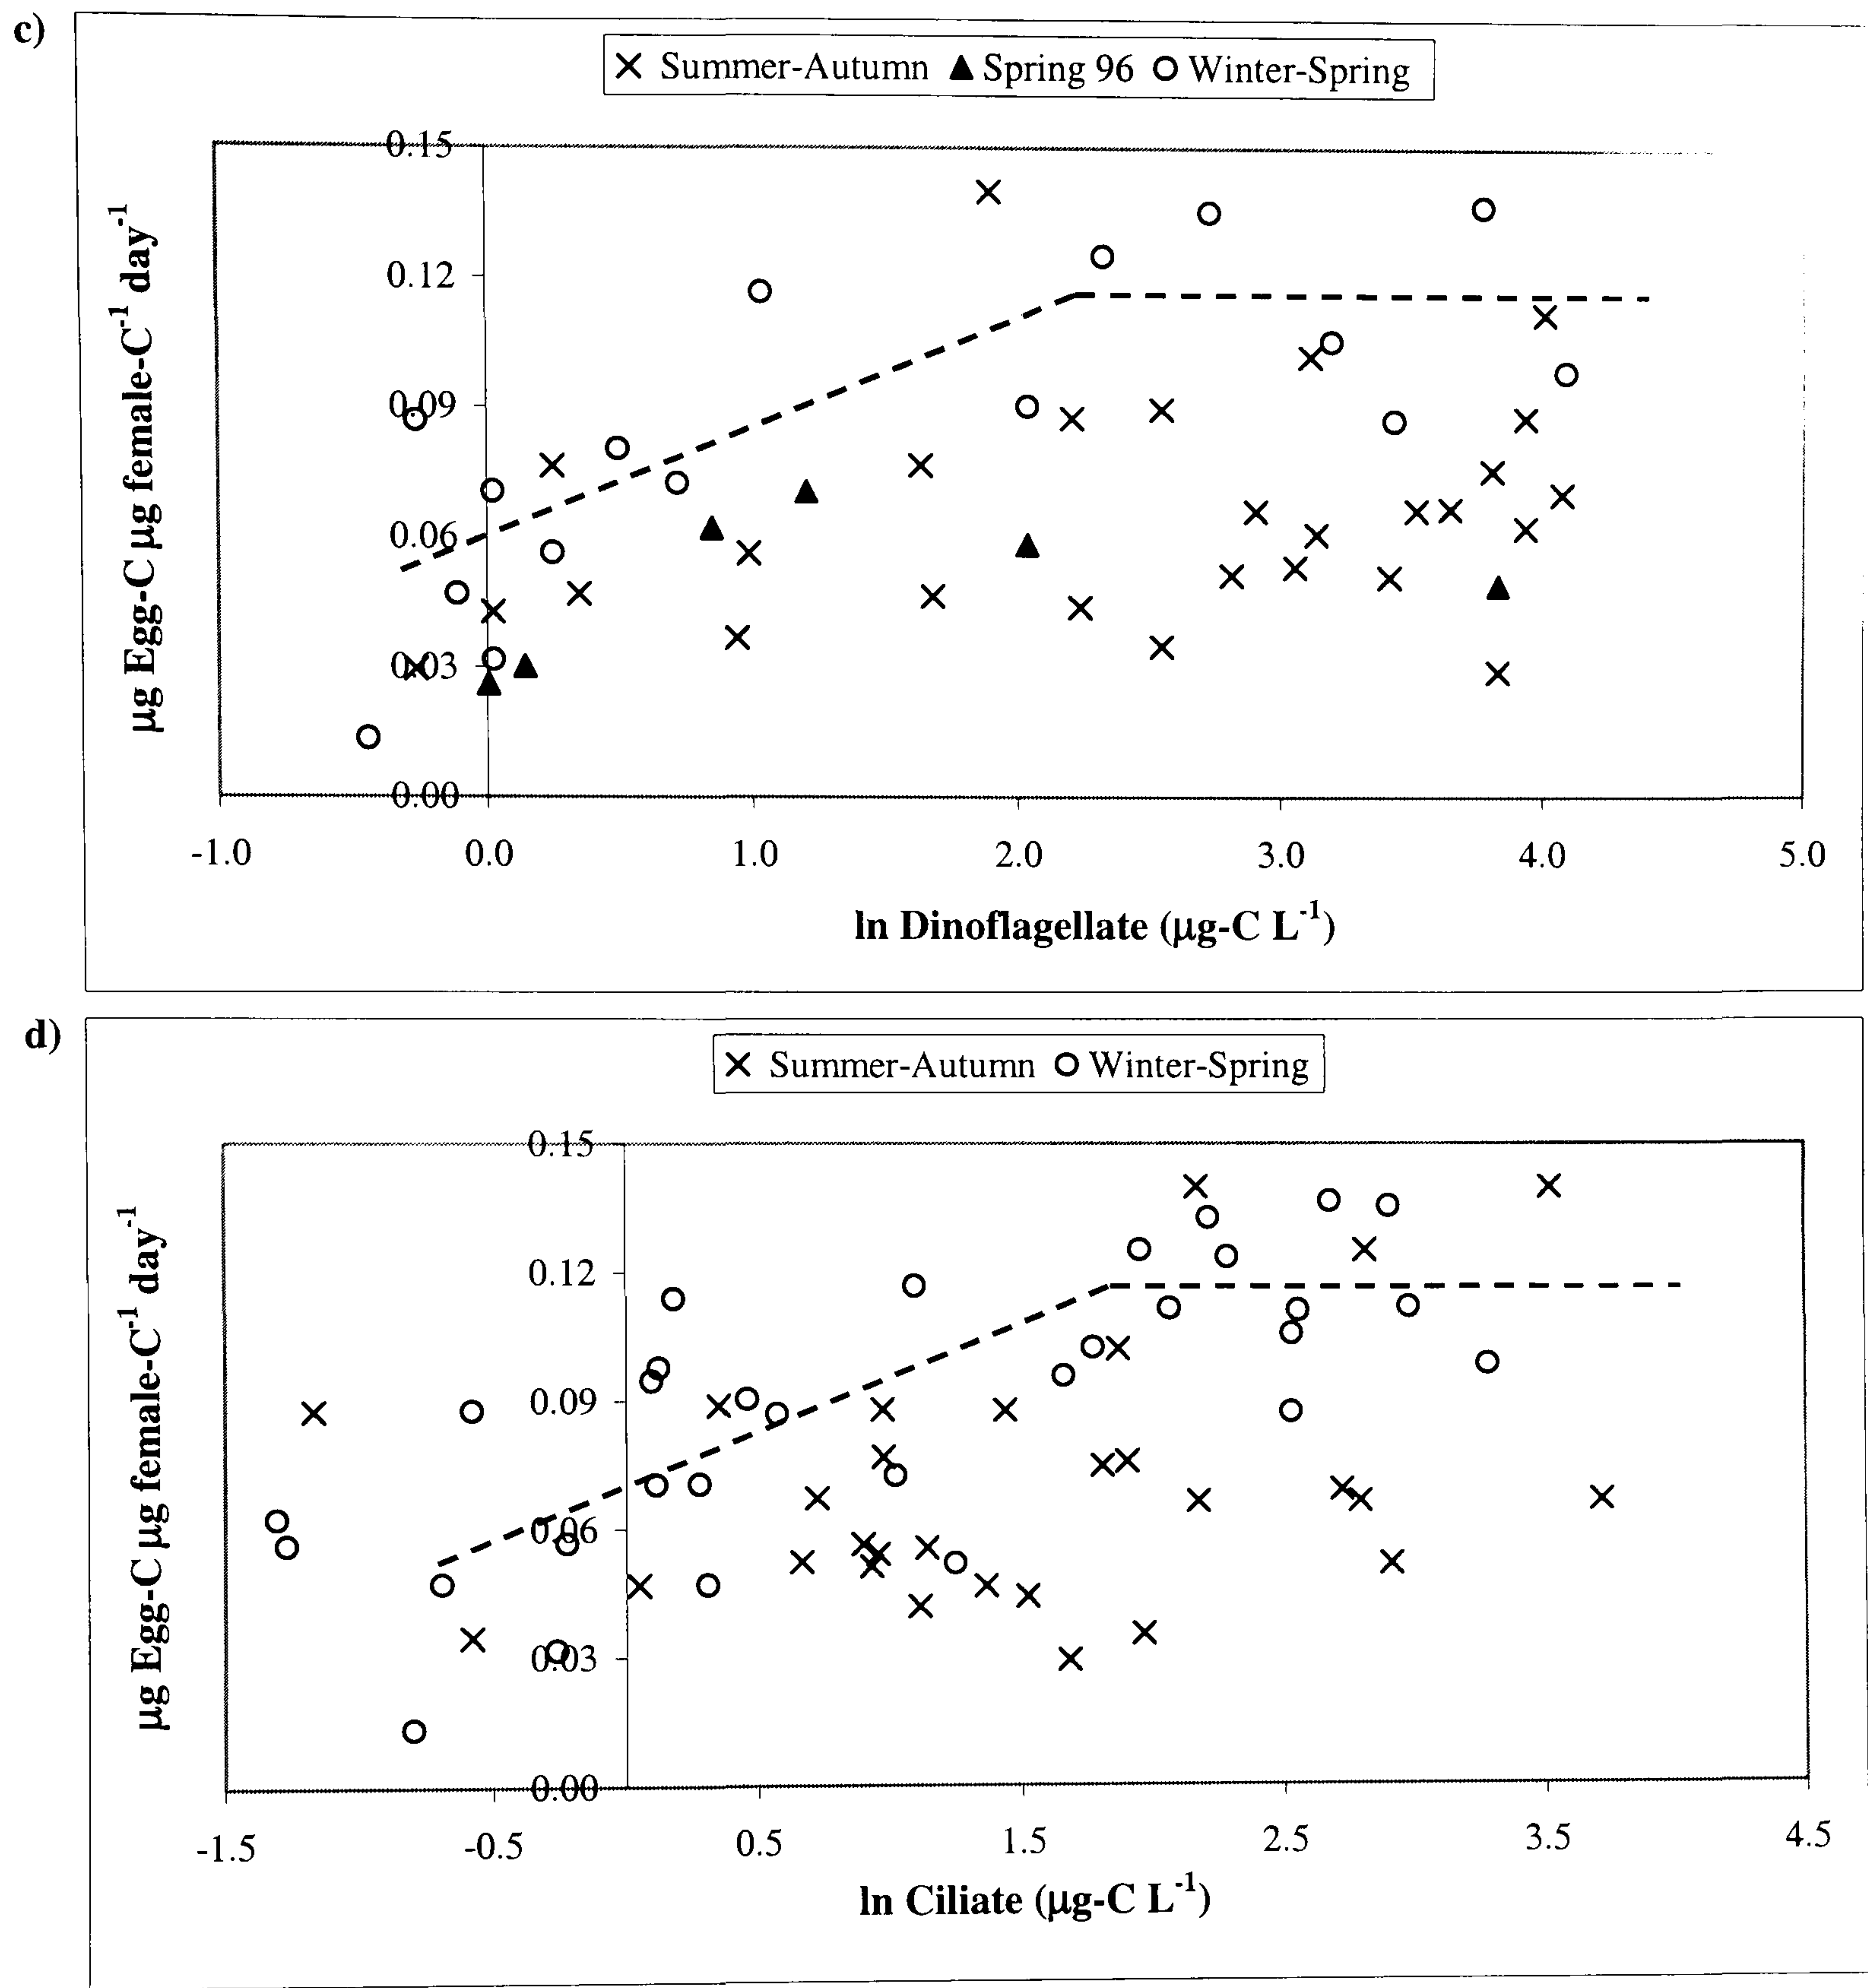 c)
× Summer-Autumn ▲ Spring 96 ○ Winter-Spring
0.15
0.12
0.09
0.06
0.03
0.00
-1.0 0.0 1.0 2.0 3.0 4.0 5.0
ln Dinoflagellate (µg-C L⁻¹)
µg Egg-C µg female-C⁻¹ day⁻¹
d)
× Summer-Autumn ○ Winter-Spring
0.15
0.12
0.09
0.06
0.03
0.00
-1.5 -0.5 0.5 1.5 2.5 3.5 4.5
ln Ciliate (µg-C L⁻¹)
µg Egg-C µg female-C⁻¹ day⁻¹